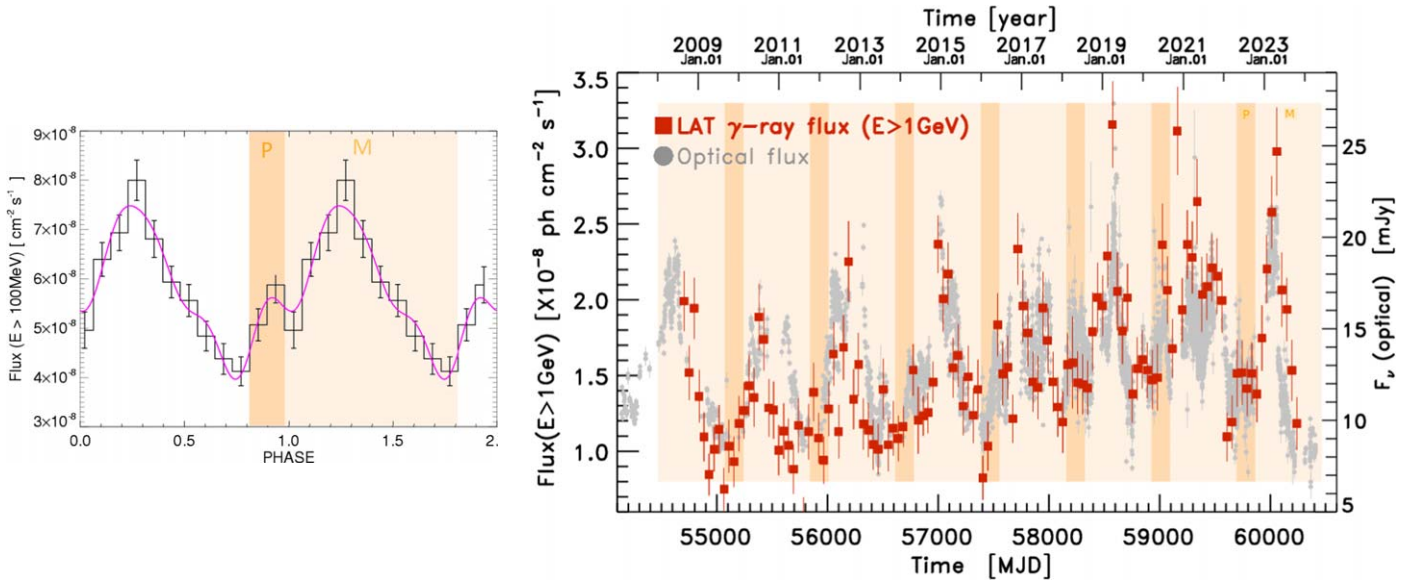 9×10⁻⁸
8×10⁻⁸
7×10⁻⁸
6×10⁻⁸
5×10⁻⁸
4×10⁻⁸
3×10⁻⁸
Flux (E > 100MeV) [ cm⁻² s⁻¹ ]
P
M
0.0 0.5 1.0 1.5 2.
PHASE
Time [year]
2009 2011 2013 2015 2017 2019 2021 2023
Jan.01 Jan.01 Jan.01 Jan.01 Jan.01 Jan.01 Jan.01 Jan.01
3.5
3.0
2.5
2.0
1.5
1.0
Flux(E>1GeV) [X10⁻⁸ ph cm⁻² s⁻¹]
LAT γ-ray flux (E>1GeV)
Optical flux
P M
25
20
15
10
5
Fν (optical) [mJy]
55000 56000 57000 58000 59000 60000
Time [MJD]